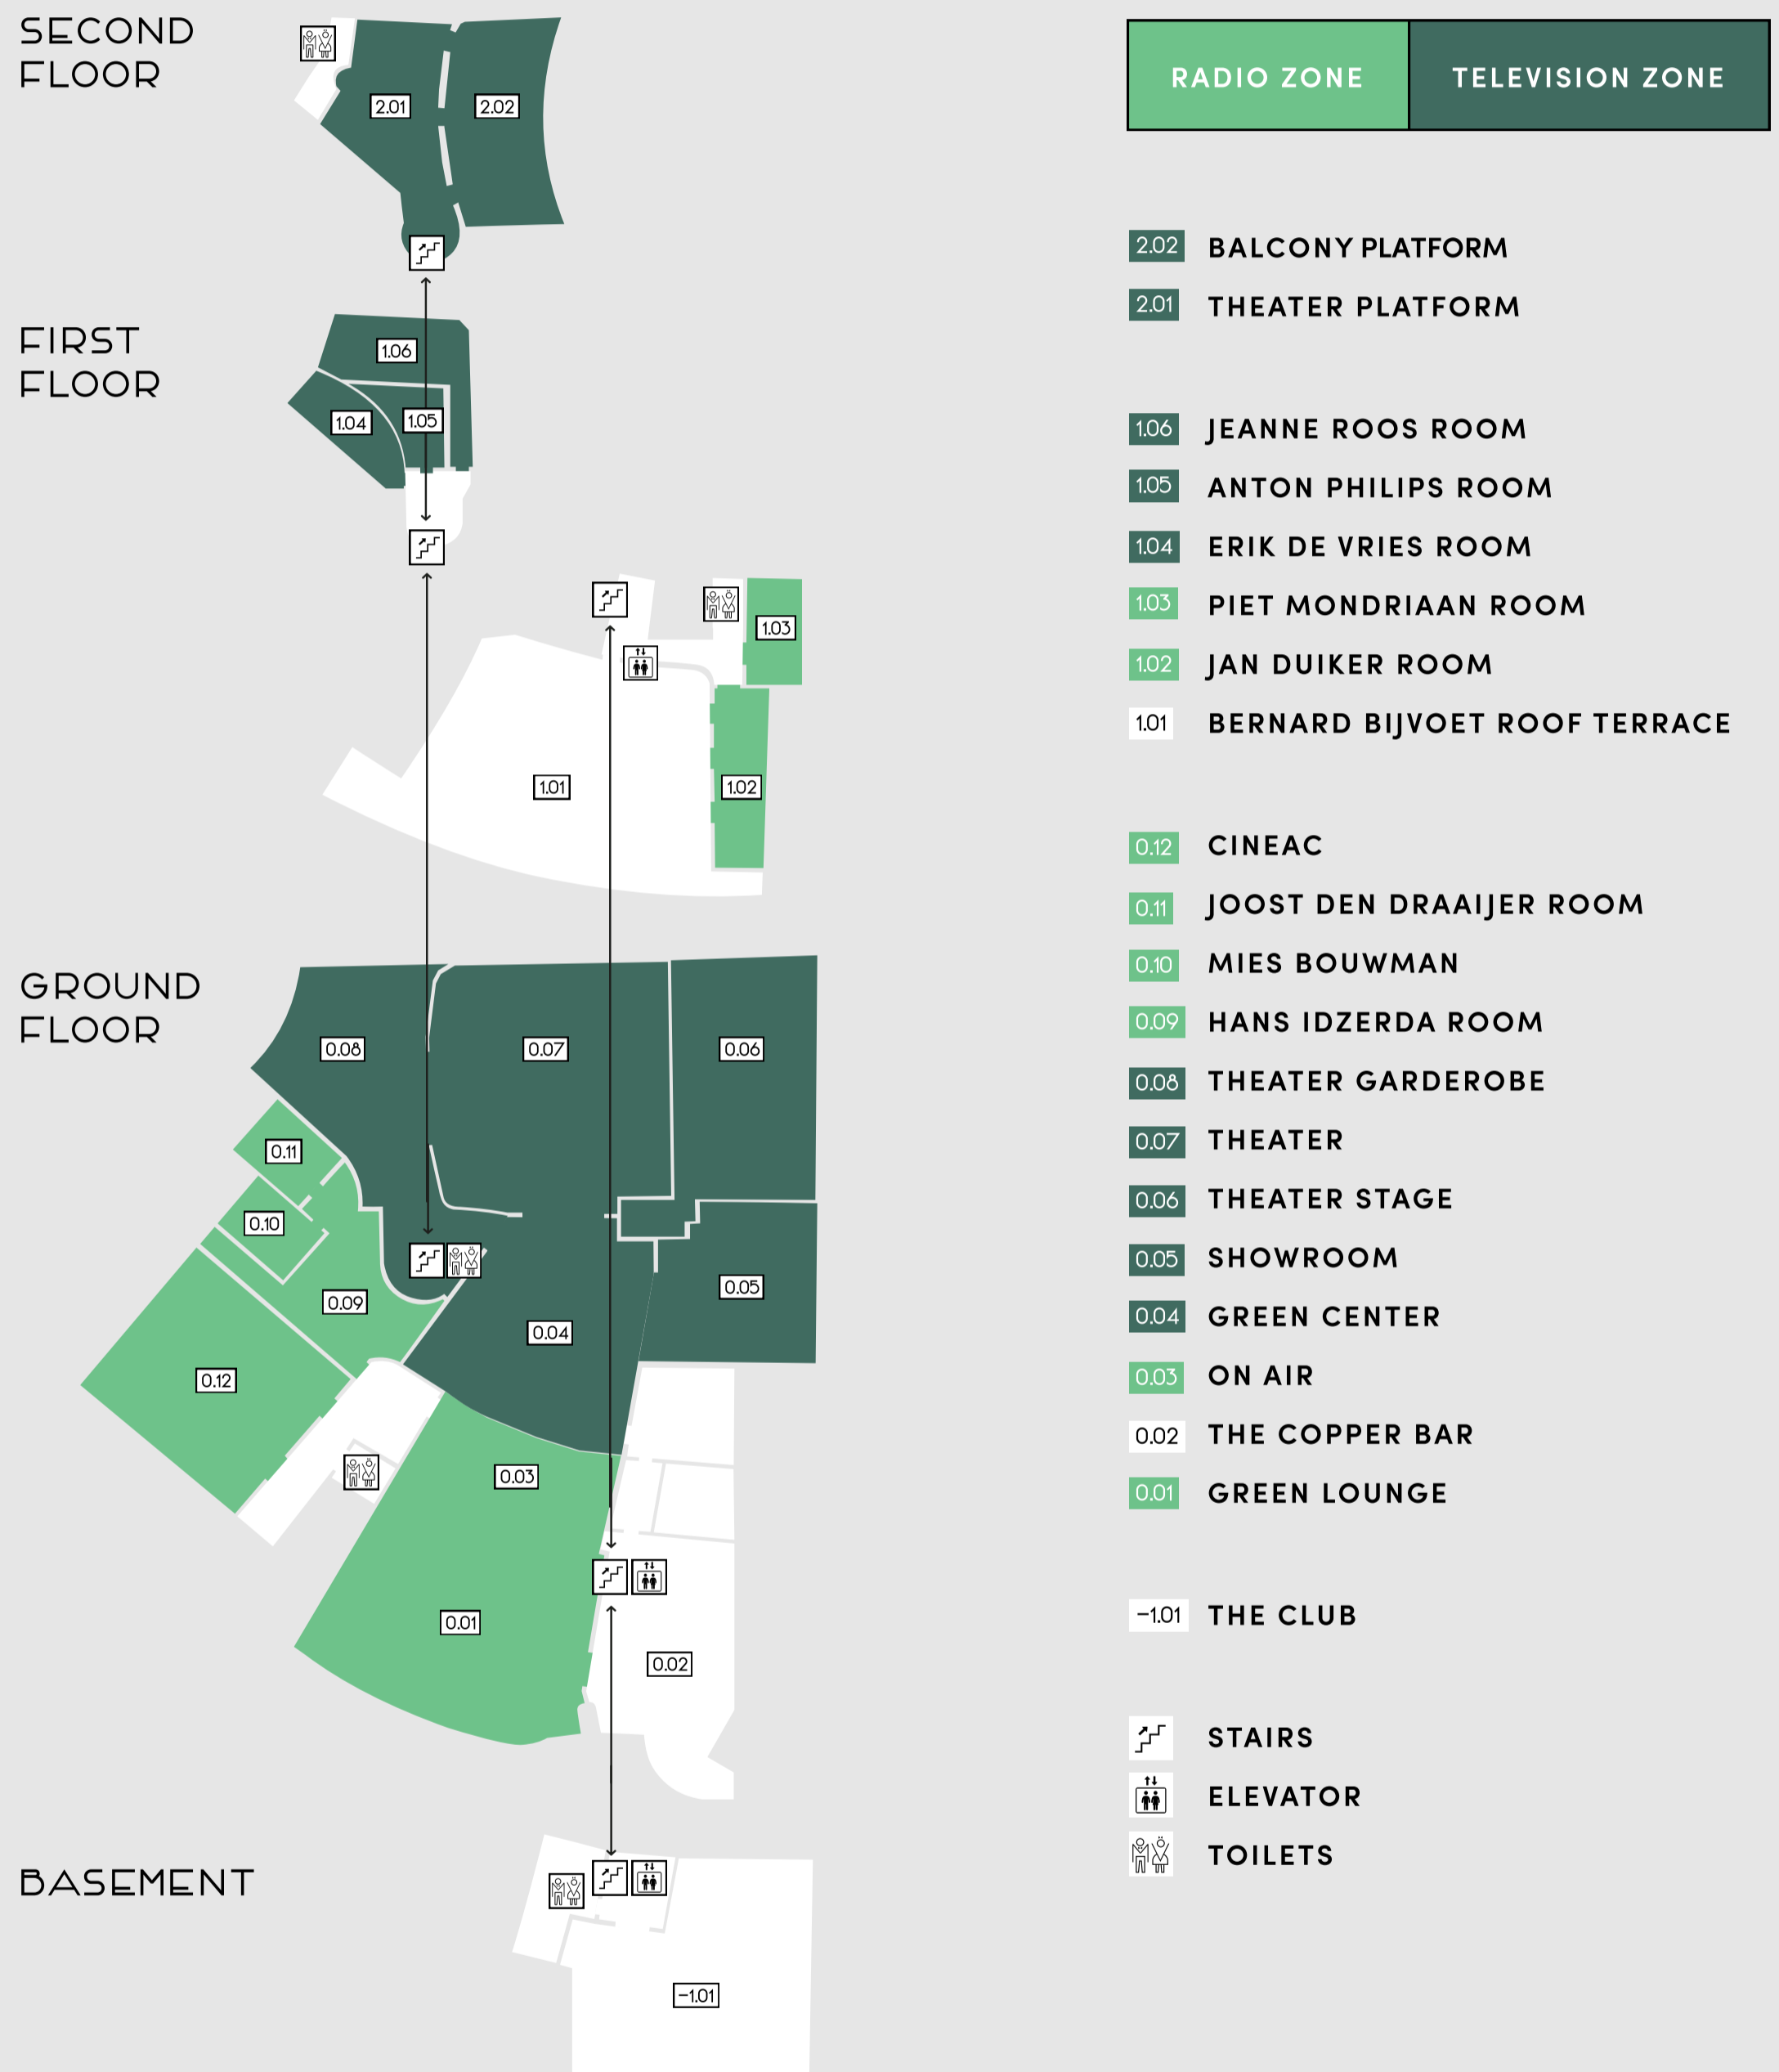 SECOND
FLOOR
2.01
2.02
FIRST
FLOOR
1.06
1.04
1.05
1.03
1.01
1.02
GROUND
FLOOR
0.08
0.07
0.06
0.11
0.10
0.09
0.05
0.04
0.12
0.03
0.01
0.02
BASEMENT
−1.01
RADIO ZONE
TELEVISION ZONE
2.02 BALCONY PLATFORM
2.01 THEATER PLATFORM
1.06 JEANNE ROOS ROOM
1.05 ANTON PHILIPS ROOM
1.04 ERIK DE VRIES ROOM
1.03 PIET MONDRIAAN ROOM
1.02 JAN DUIKER ROOM
1.01 BERNARD BIJVOET ROOF TERRACE
0.12 CINEAC
0.11 JOOST DEN DRAAIJER ROOM
0.10 MIES BOUWMAN
0.09 HANS IDZERDA ROOM
0.08 THEATER GARDEROBE
0.07 THEATER
0.06 THEATER STAGE
0.05 SHOWROOM
0.04 GREEN CENTER
0.03 ON AIR
0.02 THE COPPER BAR
0.01 GREEN LOUNGE
−1.01 THE CLUB
STAIRS
ELEVATOR
TOILETS